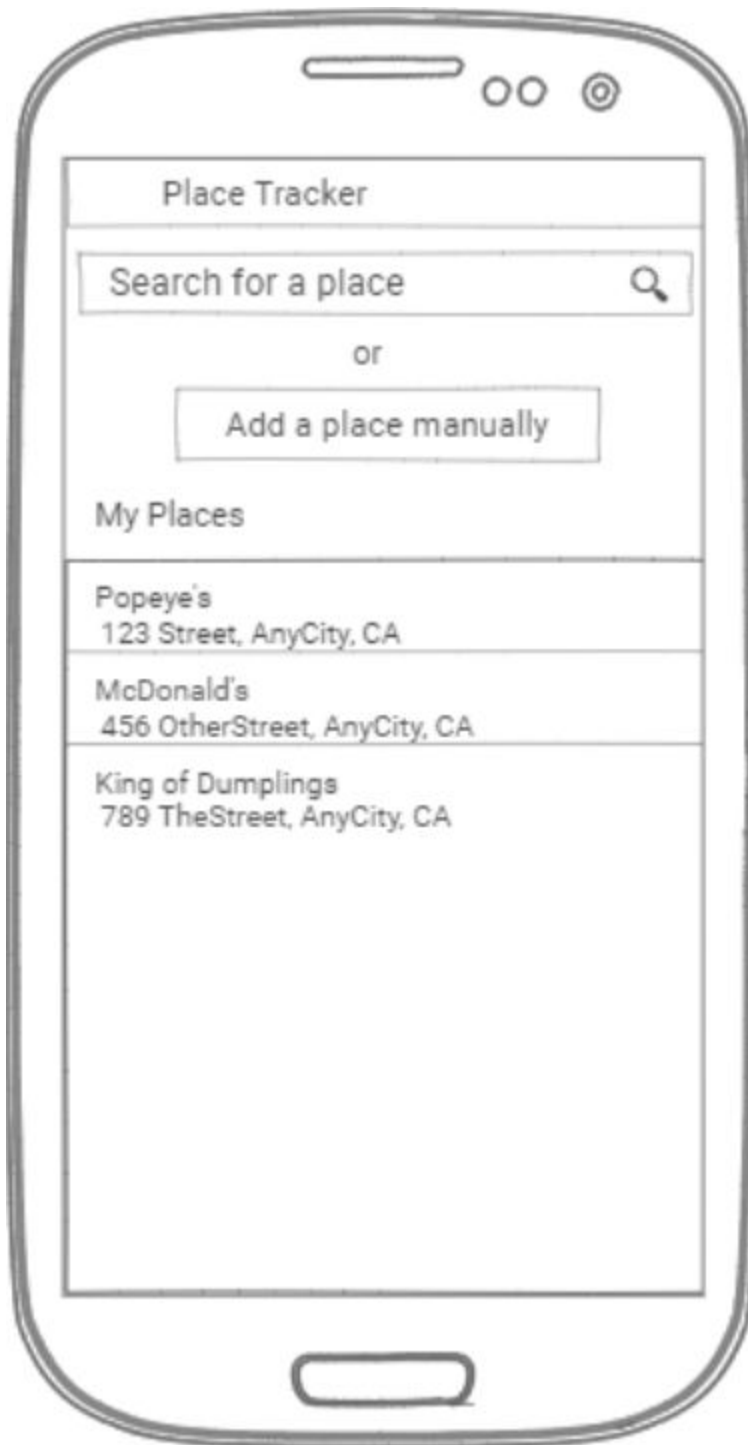 Place Tracker
Search for a place
or
Add a place manually
My Places
Popeye's
123 Street, AnyCity, CA
McDonald's
456 OtherStreet, AnyCity, CA
King of Dumplings
789 TheStreet, AnyCity, CA